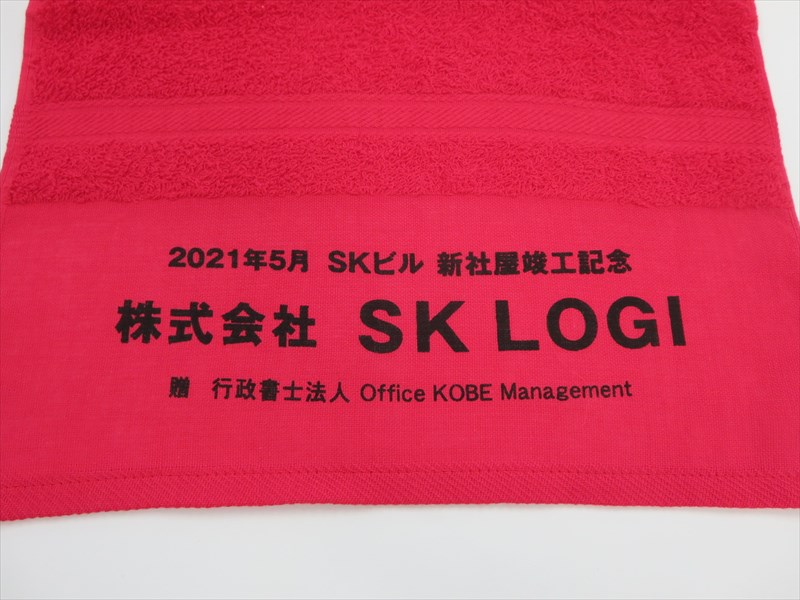 2021年5月 SKビル 新社屋竣工記念
株式会社 SK LOGI
贈 行政書士法人 Office KOBE Management